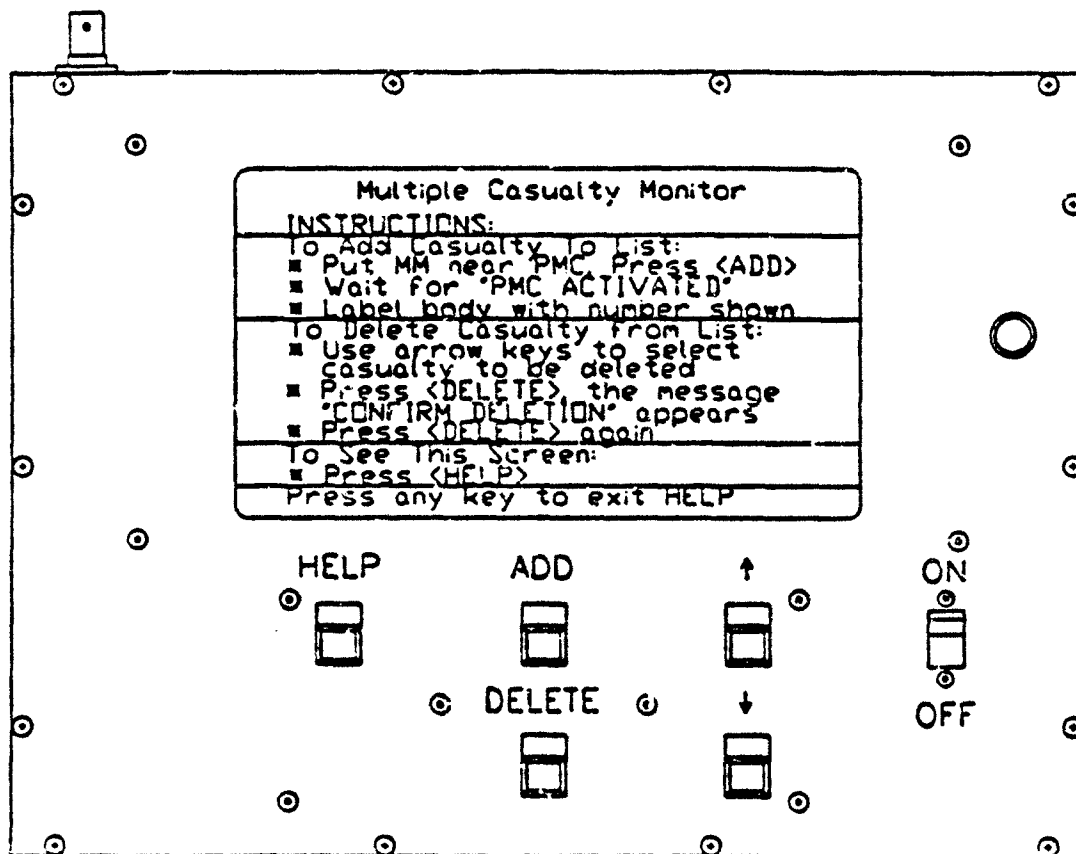 Multiple Casualty Monitor
INSTRUCTIONS:
To Add Casualty To List:
■ Put MM near PMC, Press <ADD>
■ Wait for "PMC ACTIVATED"
■ Label body with number shown
To Delete Casualty from List:
■ Use arrow keys to select
casualty to be deleted
■ Press <DELETE>, the message
"CONFIRM DELETION" appears
■ Press <DELETE> again
To See This Screen:
■ Press <HELP>
Press any key to exit HELP
HELP ADD ↑ ON
DELETE ↓ OFF